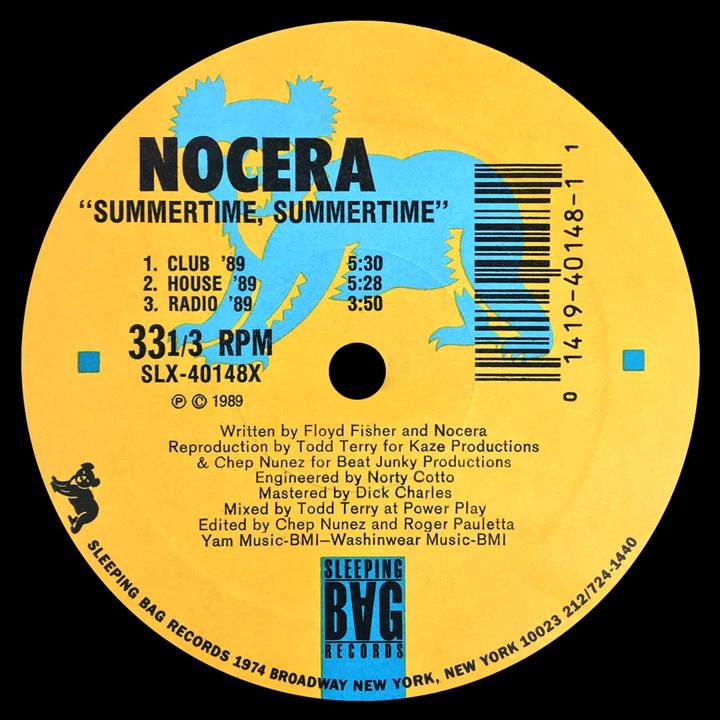 NOCERA
“SUMMERTIME, SUMMERTIME”
1. CLUB ’89 5:30
2. HOUSE ’89 5:28
3. RADIO ’89 3:50
33 1/3 RPM
SLX-40148X
Ⓟ © 1989
0 1419-40148-1 1
Written by Floyd Fisher and Nocera
Reproduction by Todd Terry for Kaze Productions
& Chep Nunez for Beat Junky Productions
Engineered by Norty Cotto
Mastered by Dick Charles
Mixed by Todd Terry at Power Play
Edited by Chep Nunez and Roger Pauletta
Yam Music-BMI—Washinwear Music-BMI
SLEEPING
BAG
RECORDS
SLEEPING BAG RECORDS 1974 BROADWAY NEW YORK, NEW YORK 10023 212/724-1440